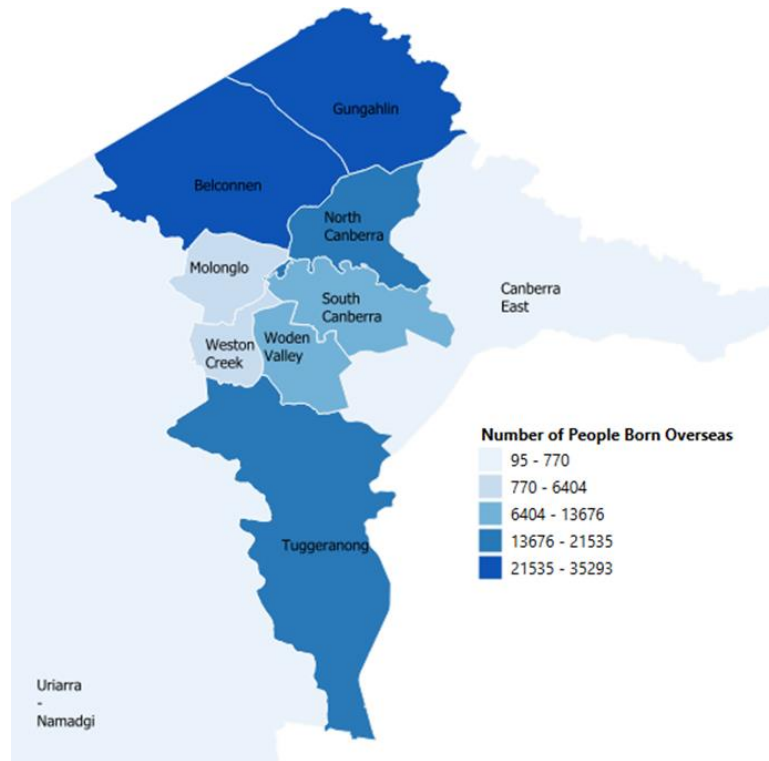 Gungahlin
Belconnen
North
Canberra
Molonglo
Canberra
East
South
Canberra
Weston
Creek
Woden
Valley
Number of People Born Overseas
95 - 770
770 - 6404
6404 - 13676
13676 - 21535
21535 - 35293
Tuggeranong
Uriarra
-
Namadgi